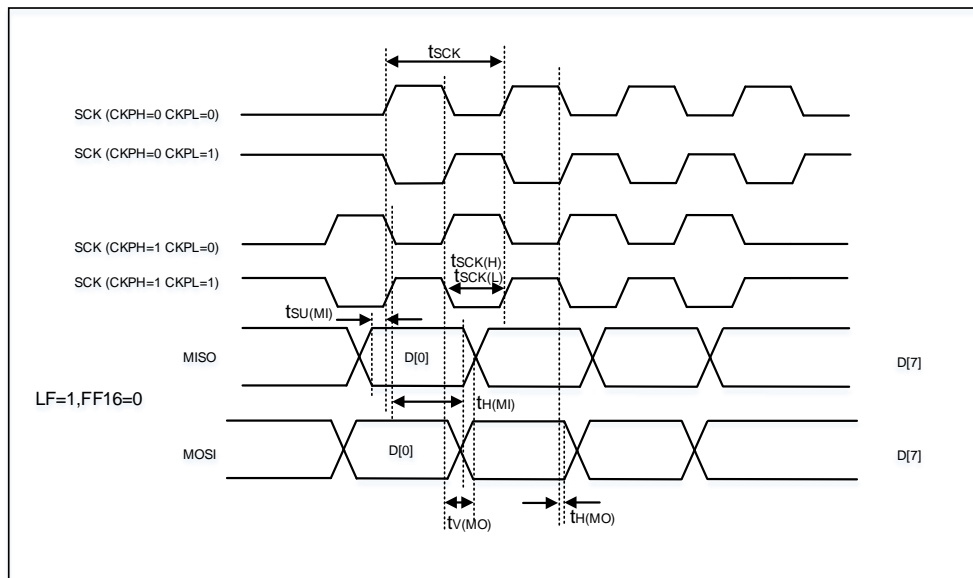 tSCK
SCK (CKPH=0 CKPL=0)
SCK (CKPH=0 CKPL=1)
SCK (CKPH=1 CKPL=0)
tSCK(H)
tSCK(L)
SCK (CKPH=1 CKPL=1)
tSU(MI)
MISO
D[0]
D[7]
LF=1,FF16=0
tH(MI)
MOSI
D[0]
D[7]
tV(MO)
tH(MO)